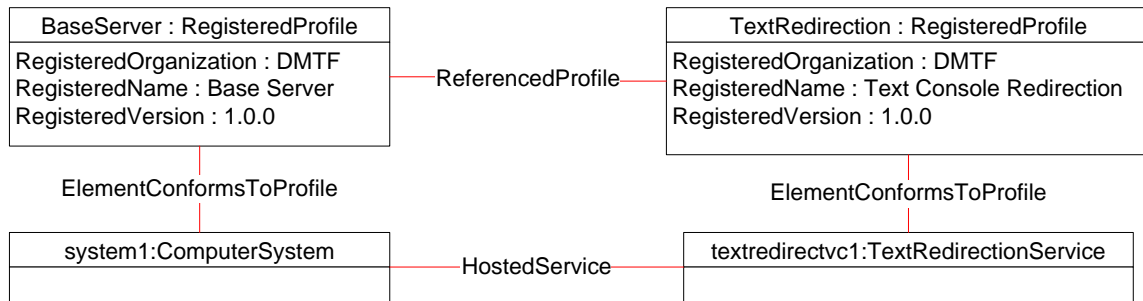 BaseServer : RegisteredProfile
RegisteredOrganization : DMTF
RegisteredName : Base Server
RegisteredVersion : 1.0.0
ReferencedProfile
TextRedirection : RegisteredProfile
RegisteredOrganization : DMTF
RegisteredName : Text Console Redirection
RegisteredVersion : 1.0.0
ElementConformsToProfile
ElementConformsToProfile
system1:ComputerSystem
HostedService
textredirectvc1:TextRedirectionService